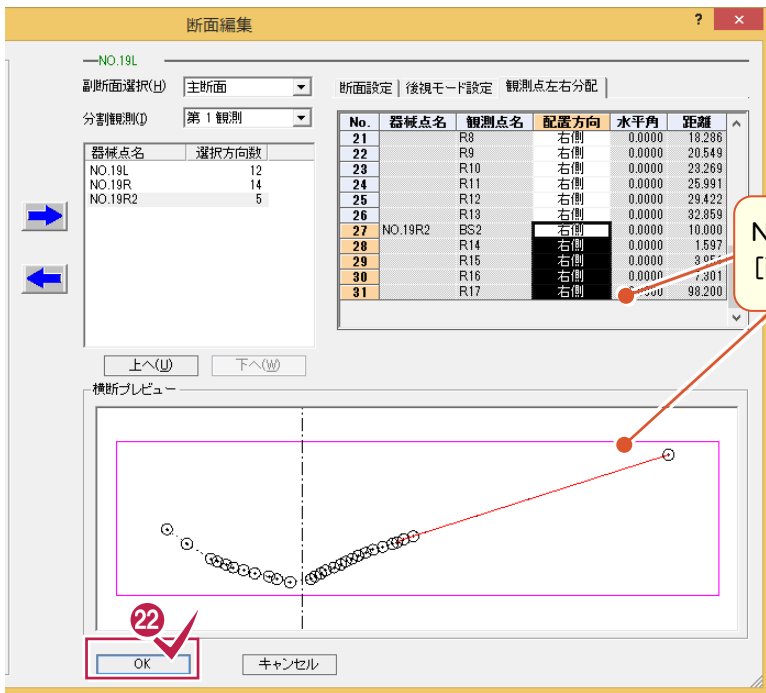 断面編集
? ×
NO.19L
副断面選択(H) 主断面
断面設定 後視モード設定 観測点左右分配
分割観測(I) 第1観測
器械点名 選択方向数
NO.19L 12
NO.19R 14
NO.19R2 5
No. 器械点名 観測点名 配置方向 水平角 距離
21 R8 右側 0.0000 18.286
22 R9 右側 0.0000 20.549
23 R10 右側 0.0000 23.269
24 R11 右側 0.0000 25.991
25 R12 右側 0.0000 29.422
26 R13 右側 0.0000 32.859
27 NO.19R2 BS2 右側 0.0000 10.000
28 R14 右側 0.0000 1.597
29 R15 右側 0.0000
30 R16 右側 0.0000 7.301
31 R17 右側 98.200
N
[
上へ(U) 下へ(W)
横断プレビュー
22
OK キャンセル